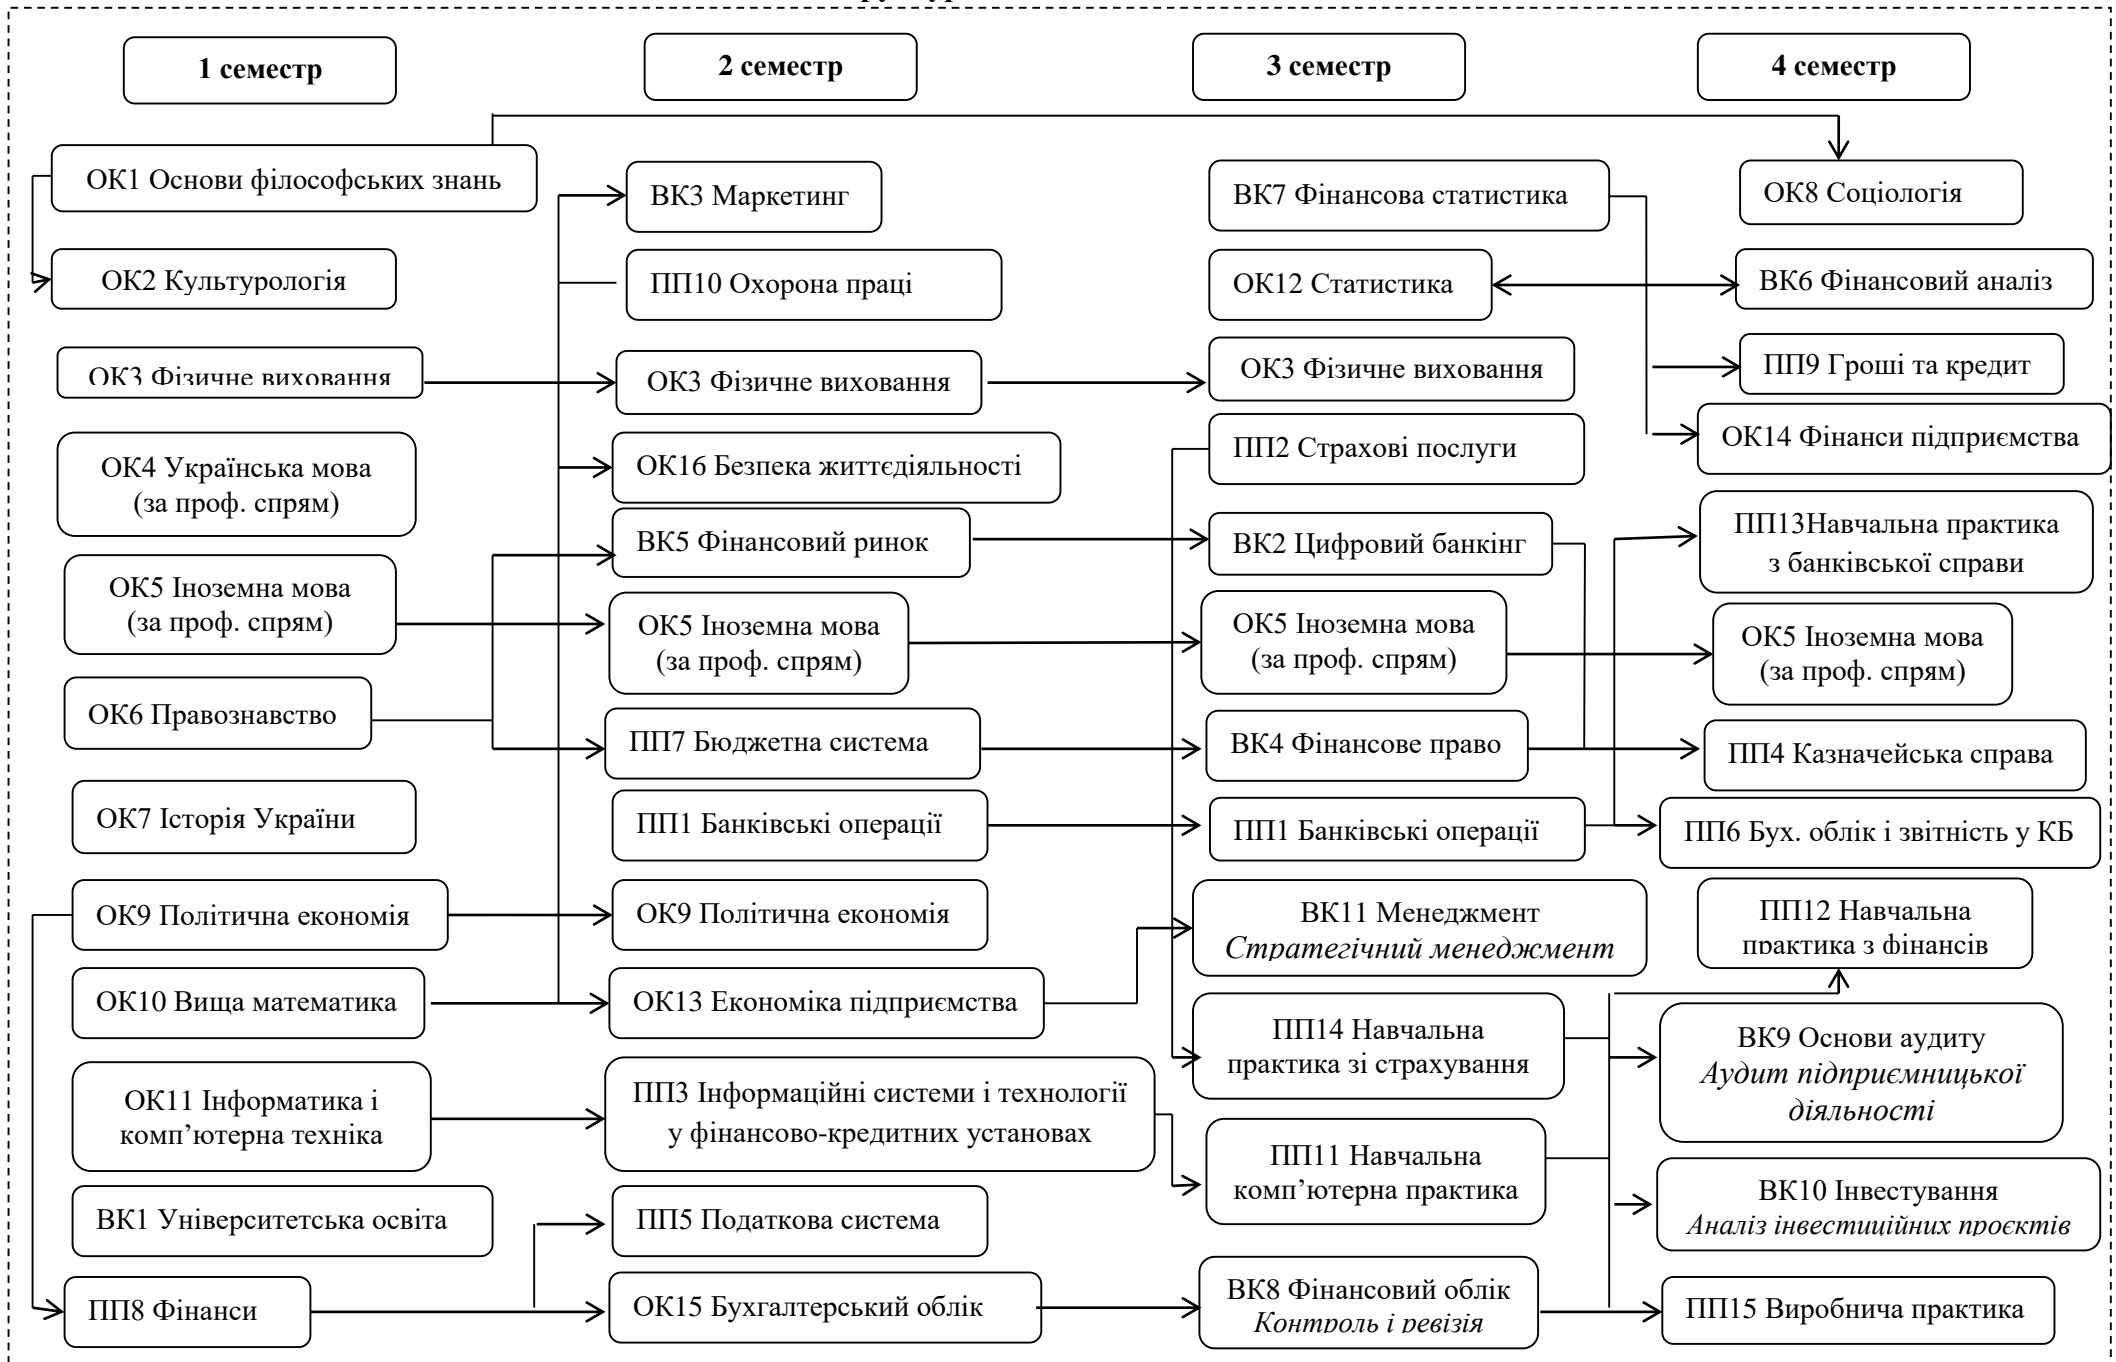 1 семестр
2 семестр
3 семестр
4 семестр
ОК1 Основи філософських знань
ОК2 Культурологія
ОК3 Фізичне виховання
ОК4 Українська мова
(за проф. спрям)
ОК5 Іноземна мова
(за проф. спрям)
ОК6 Правознавство
ОК7 Історія України
ОК9 Політична економія
ОК10 Вища математика
ОК11 Інформатика і
комп’ютерна техніка
ВК1 Університетська освіта
ПП8 Фінанси
ВК3 Маркетинг
ПП10 Охорона праці
ОК3 Фізичне виховання
ОК16 Безпека життєдіяльності
ВК5 Фінансовий ринок
ОК5 Іноземна мова
(за проф. спрям)
ПП7 Бюджетна система
ПП1 Банківські операції
ОК9 Політична економія
ОК13 Економіка підприємства
ПП3 Інформаційні системи і технології
у фінансово-кредитних установах
ПП5 Податкова система
ОК15 Бухгалтерський облік
ВК7 Фінансова статистика
ОК12 Статистика
ОК3 Фізичне виховання
ПП2 Страхові послуги
ВК2 Цифровий банкінг
ОК5 Іноземна мова
(за проф. спрям)
ВК4 Фінансове право
ПП1 Банківські операції
ВК11 Менеджмент
Стратегічний менеджмент
ПП14 Навчальна
практика зі страхування
ПП11 Навчальна
комп’ютерна практика
ВК8 Фінансовий облік
Контроль і ревізія
ОК8 Соціологія
ВК6 Фінансовий аналіз
ПП9 Гроші та кредит
ОК14 Фінанси підприємства
ПП13Навчальна практика
з банківської справи
ОК5 Іноземна мова
(за проф. спрям)
ПП4 Казначейська справа
ПП6 Бух. облік і звітність у КБ
ПП12 Навчальна
практика з фінансів
ВК9 Основи аудиту
Аудит підприємницької
діяльності
ВК10 Інвестування
Аналіз інвестиційних проєктів
ПП15 Виробнича практика